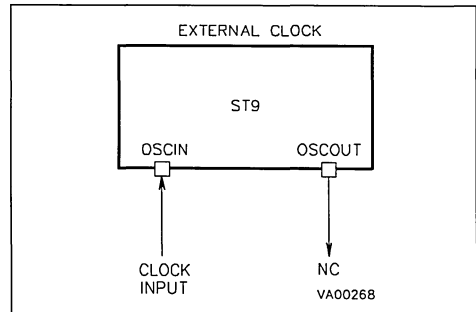 EXTERNAL CLOCK
ST9
OSCIN OSCOUT
CLOCK NC
INPUT
VA00268